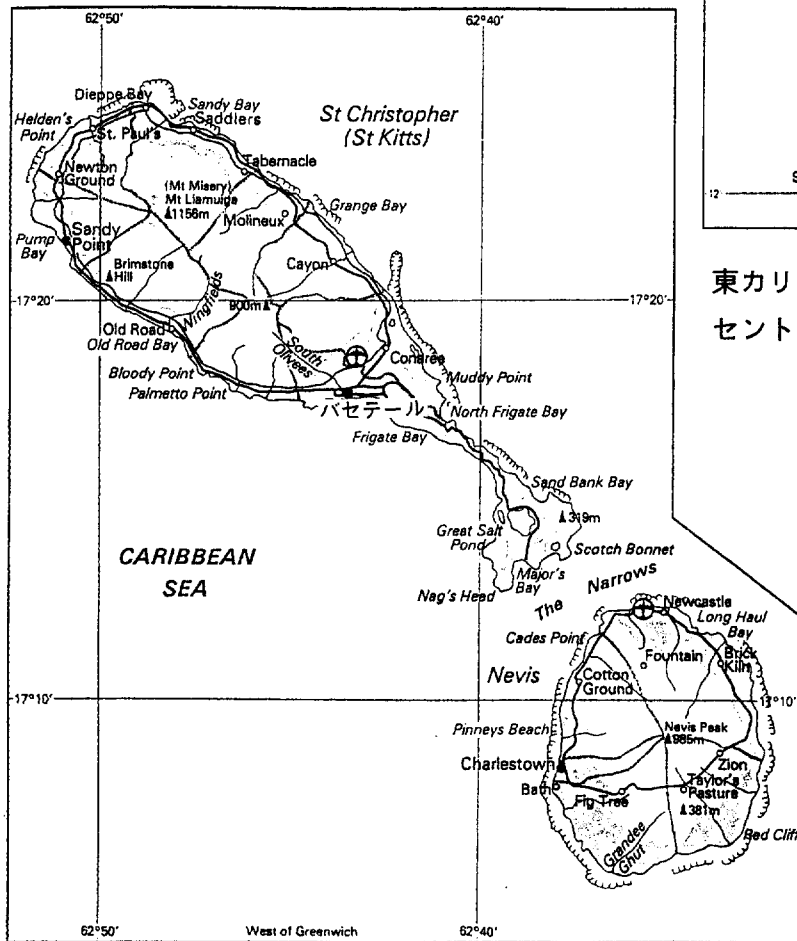 62°50'
62°40'
Dieppe Bay
Sandy Bay
Saddlers
Helden's
Point
St. Paul's
St Christopher
(St Kitts)
Newton
Ground
Tabernacle
(Mt Misery)
Mt Liamuiga
▲1156m
Molineux
Grange Bay
Pump
Bay
Sandy
Point
Brimstone
Hill
Cayon
17°20'
17°20'
Wingfields
900m▲
Old Road
Old Road Bay
South
Olivees
Conaree
Bloody Point
Palmetto Point
Muddy Point
バセテール
North Frigate Bay
Frigate Bay
Sand Bank Bay
▲319m
Great Salt
Pond
Scotch Bonnet
Major's
Bay
Nag's Head
The Narrows
CARIBBEAN
SEA
Newcastle
Long Haul
Bay
Cades Point
Fountain
Brick
Kiln
Nevis
Cotton
Ground
17°10'
17°10'
Pinneys Beach
Nevis Peak
▲985m
Charlestown
Zion
Bath
Fig Tree
Taylor's
Pasture
▲381m
Grandee
Ghut
62°50'
West of Greenwich
62°40'
12°
東カリ
セント